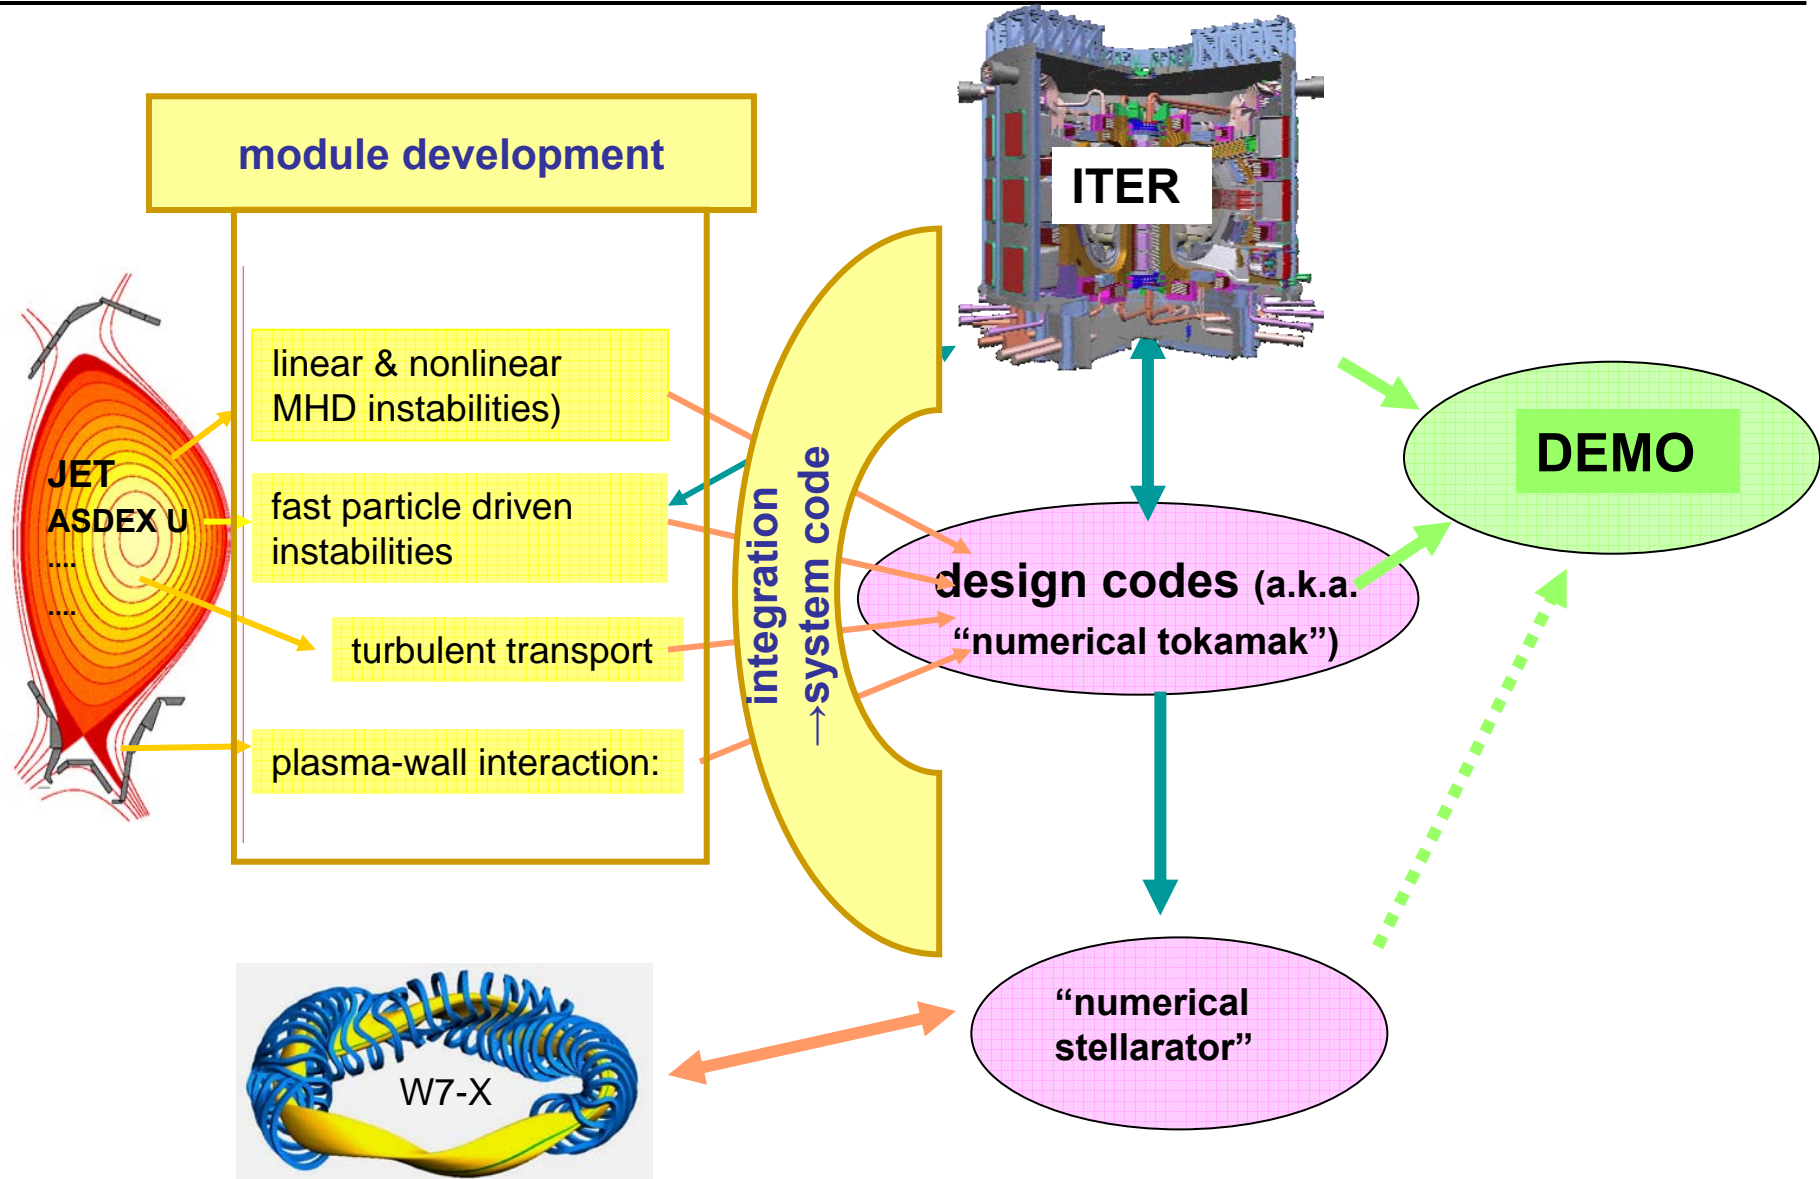 module development
ITER
linear & nonlinear
MHD instabilities)
JET
ASDEX U
....
....
fast particle driven
instabilities
turbulent transport
plasma-wall interaction:
integration
→system code
design codes (a.k.a.
“numerical tokamak”)
DEMO
“numerical
stellarator”
W7-X